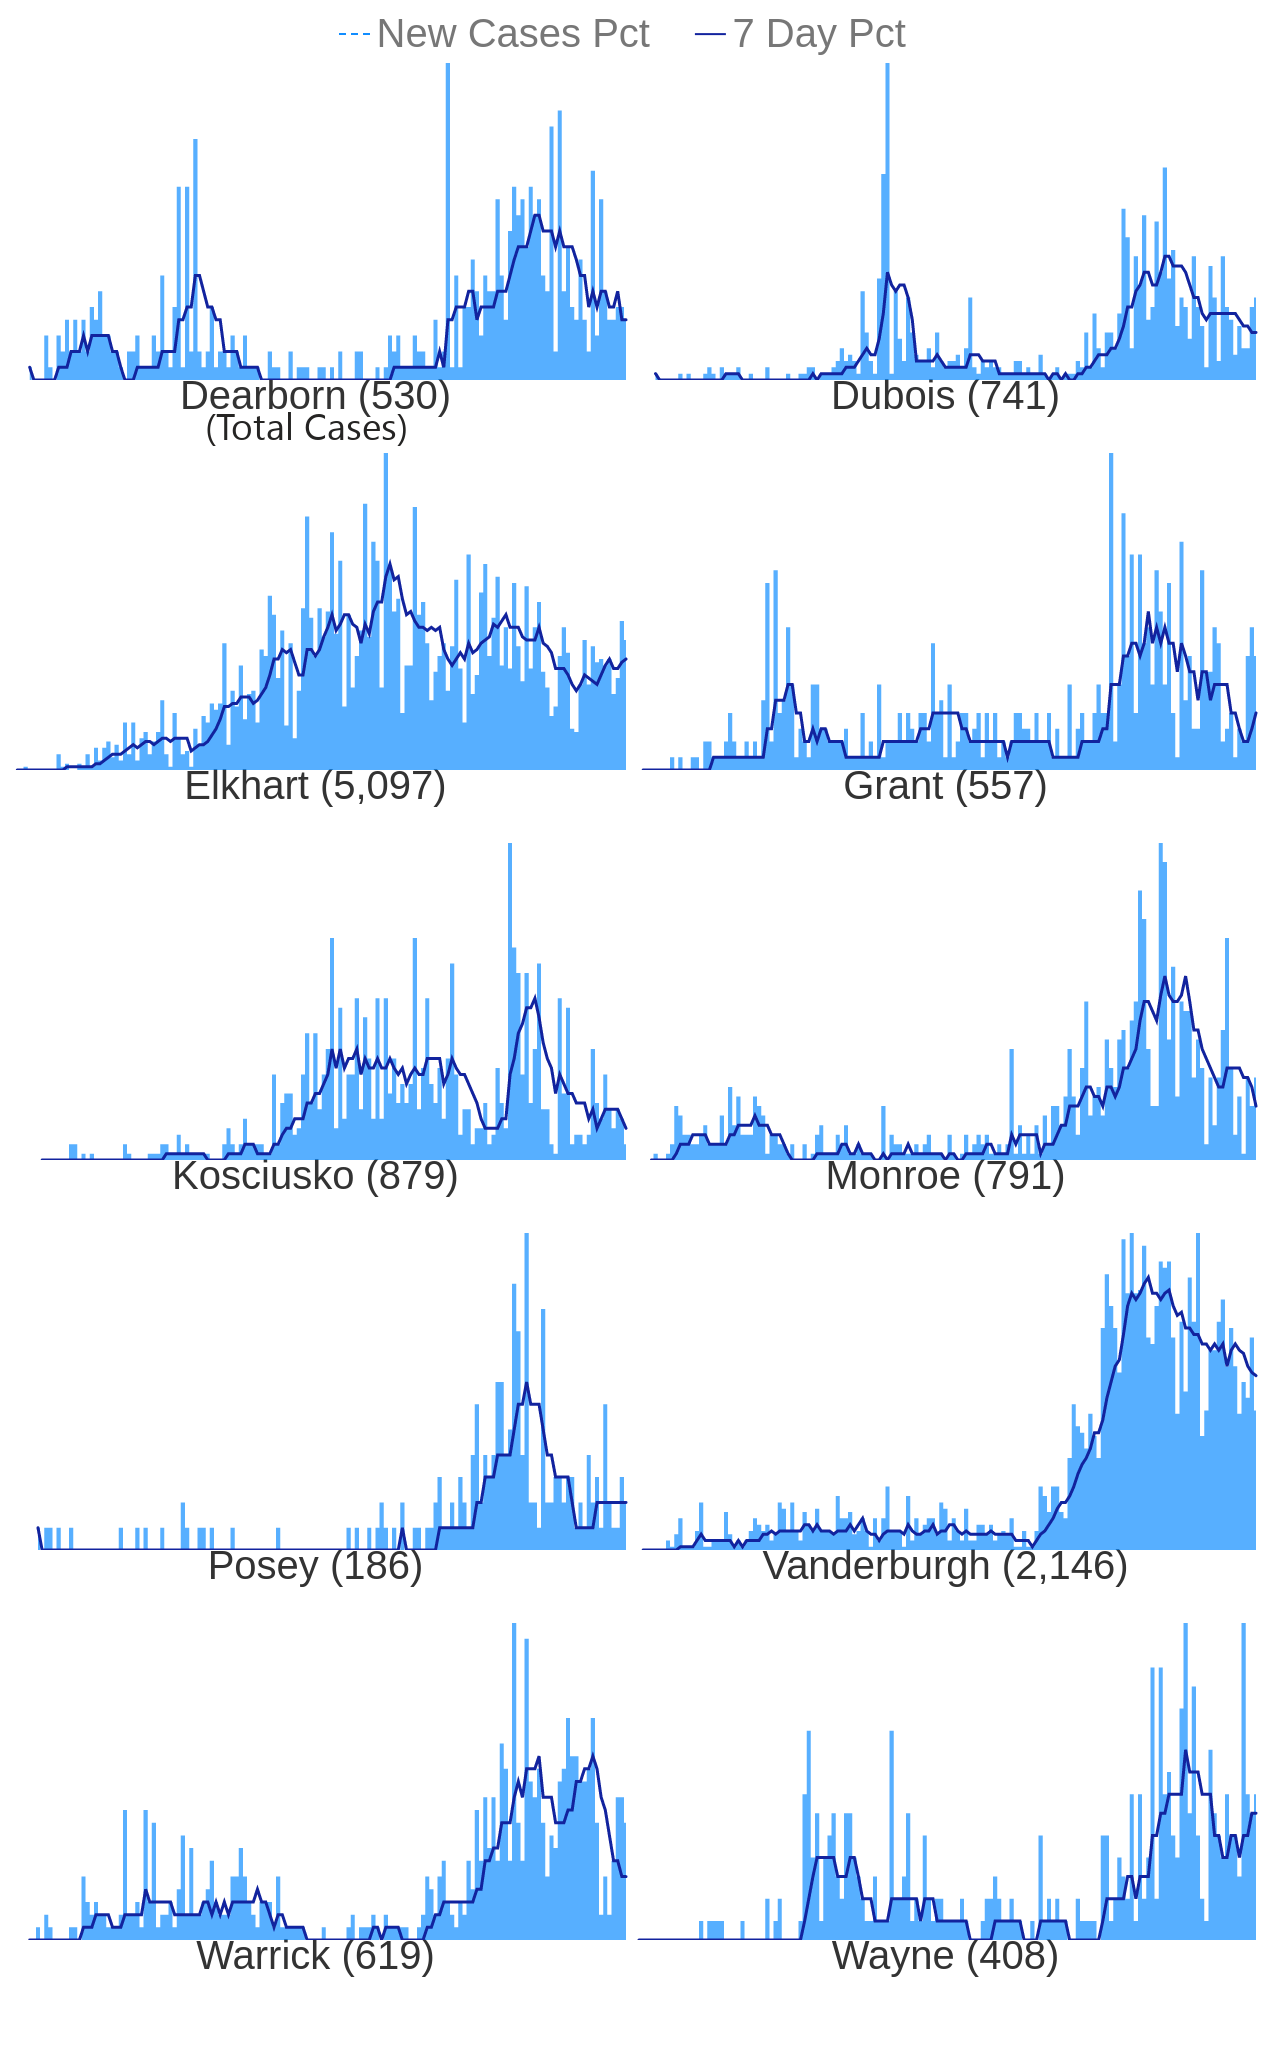 New Cases Pct 7 Day Pct
Dearborn (530) Dubois (741)
(Total Cases)
Elkhart (5,097) Grant (557)
Kosciusko (879) Monroe (791)
Posey (186) Vanderburgh (2,146)
Warrick (619) Wayne (408)